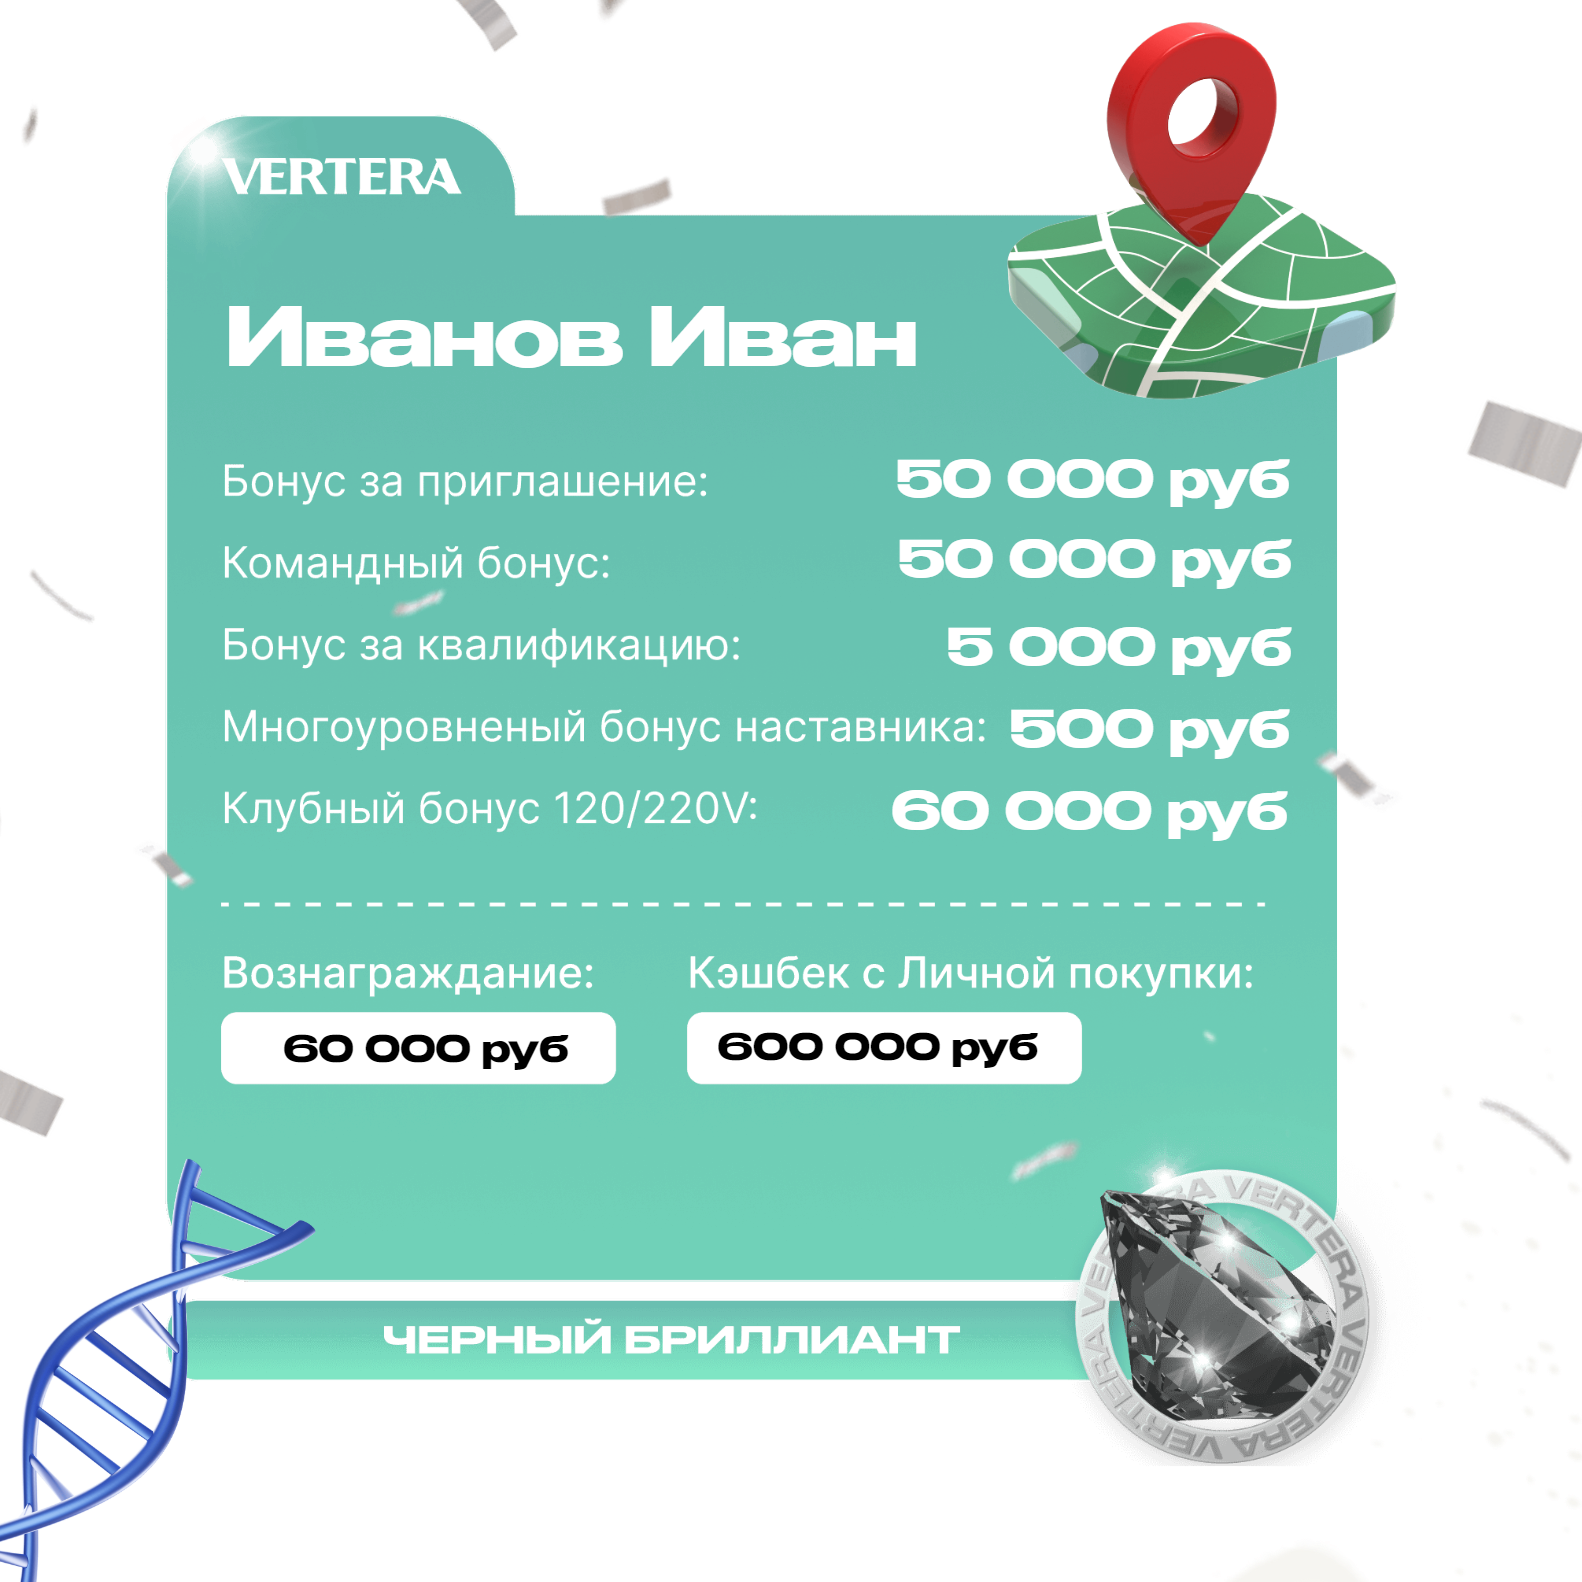 VERTERA
Иванов Иван
Бонус за приглашение: 50 000 руб
Командный бонус: 50 000 руб
Бонус за квалификацию: 5 000 руб
Многоуровненый бонус наставника: 500 руб
Клубный бонус 120/220V: 60 000 руб
Вознаграждание: Кэшбек с Личной покупки:
60 000 руб 600 000 руб
ЧЕРНЫЙ БРИЛЛИАНТ
VERTERA VERTERA VERTERA VERTERA VERTERA